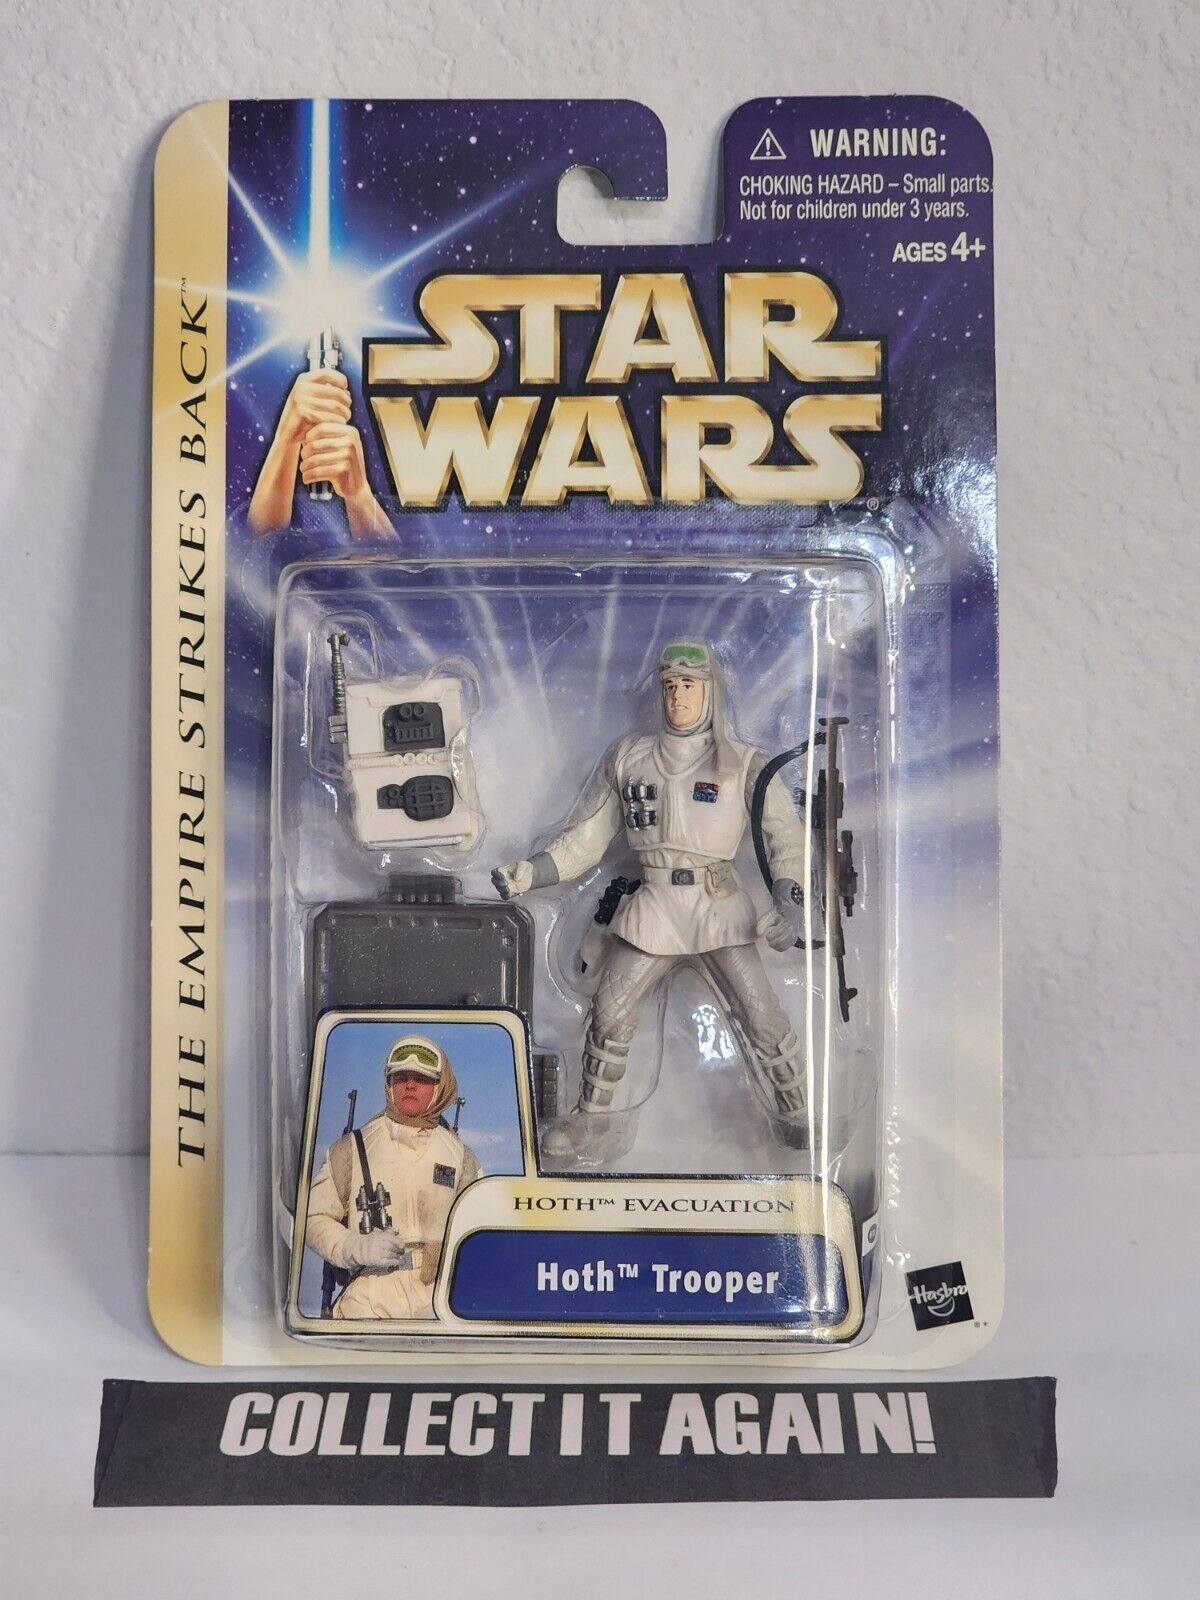 WARNING:
CHOKING HAZARD – Small parts.
Not for children under 3 years.
AGES 4+
STAR
WARS®
THE EMPIRE STRIKES BACK™
HOTH™ EVACUATION
Hoth™ Trooper
Hasbro
COLLECT IT AGAIN!